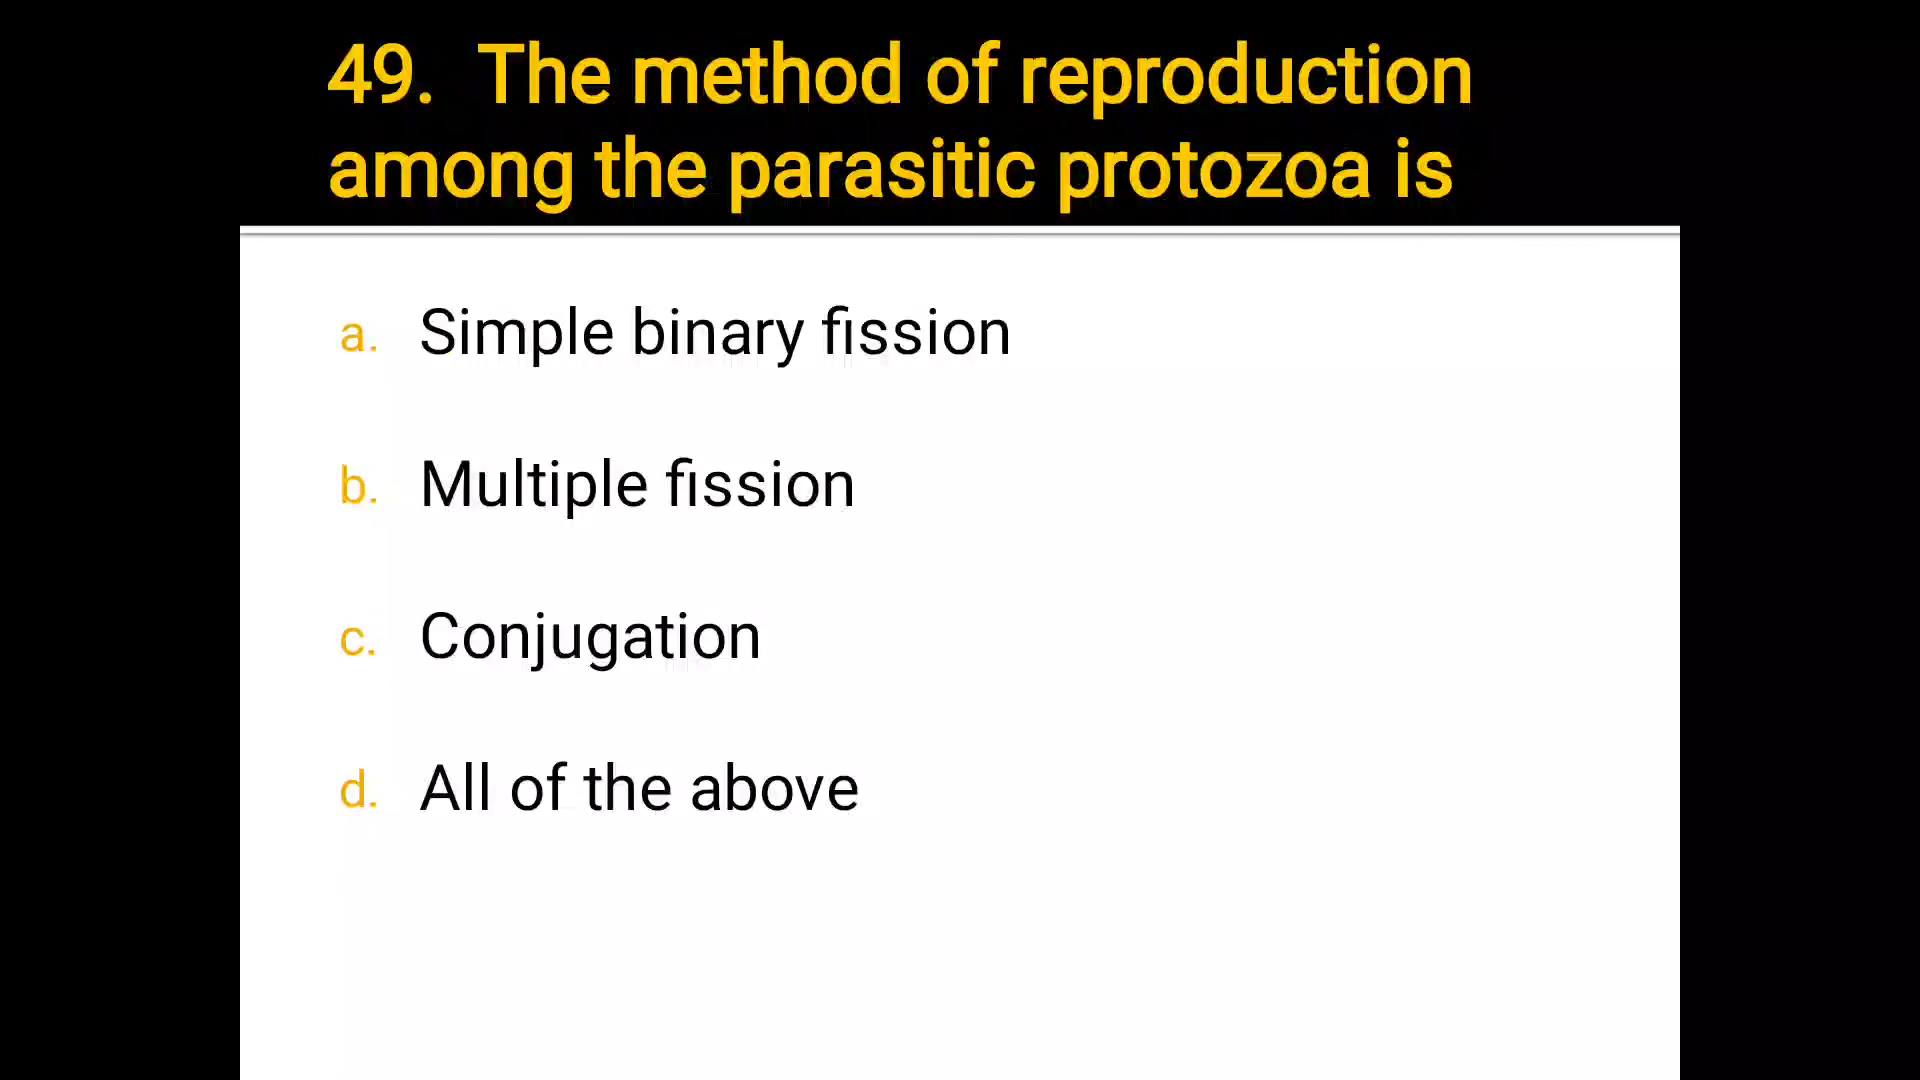 49. The method of reproduction
among the parasitic protozoa is
a. Simple binary fission
b. Multiple fission
c. Conjugation
d. All of the above